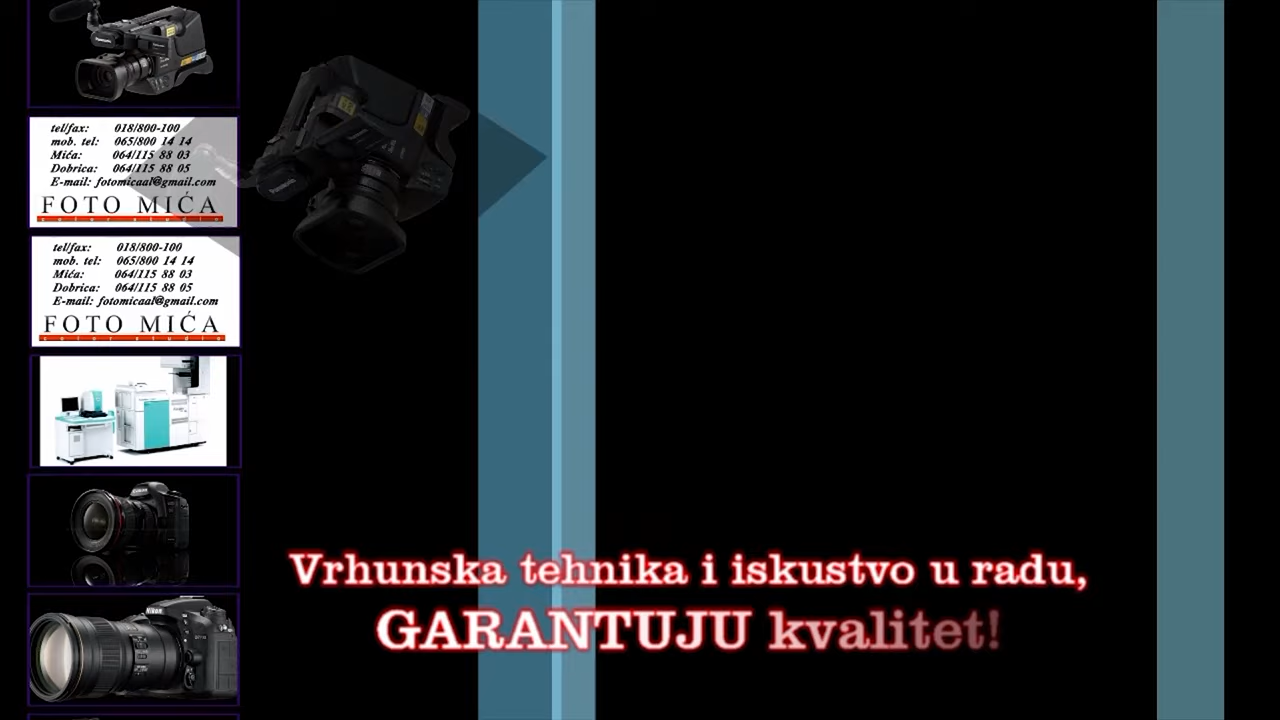 tel/fax: 018/800-100
mob. tel: 065/800 14 14
Mića: 064/115 88 03
Dobrica: 064/115 88 05
E-mail: fotomicaal@gmail.com
FOTO MIĆA
tel/fax: 018/800-100
mob. tel: 065/800 14 14
Mića: 064/115 88 03
Dobrica: 064/115 88 05
E-mail: fotomicaal@gmail.com
FOTO MIĆA
Canon
Nikon
Panasonic
Vrhunska tehnika i iskustvo u radu,
GARANTUJU kvalitet!